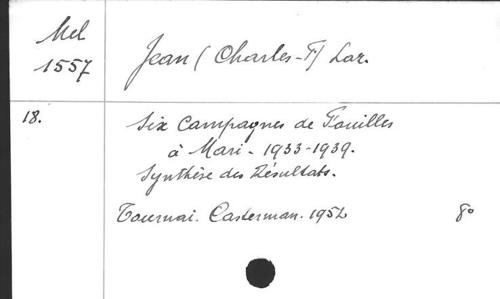 Mel
1557
Jean (Charles-F) Lar.
18.
Six Campagnes de Fouilles
à Mari - 1933-1939.
Synthèse des Résultats.
Tournai. Casterman. 1952
8o